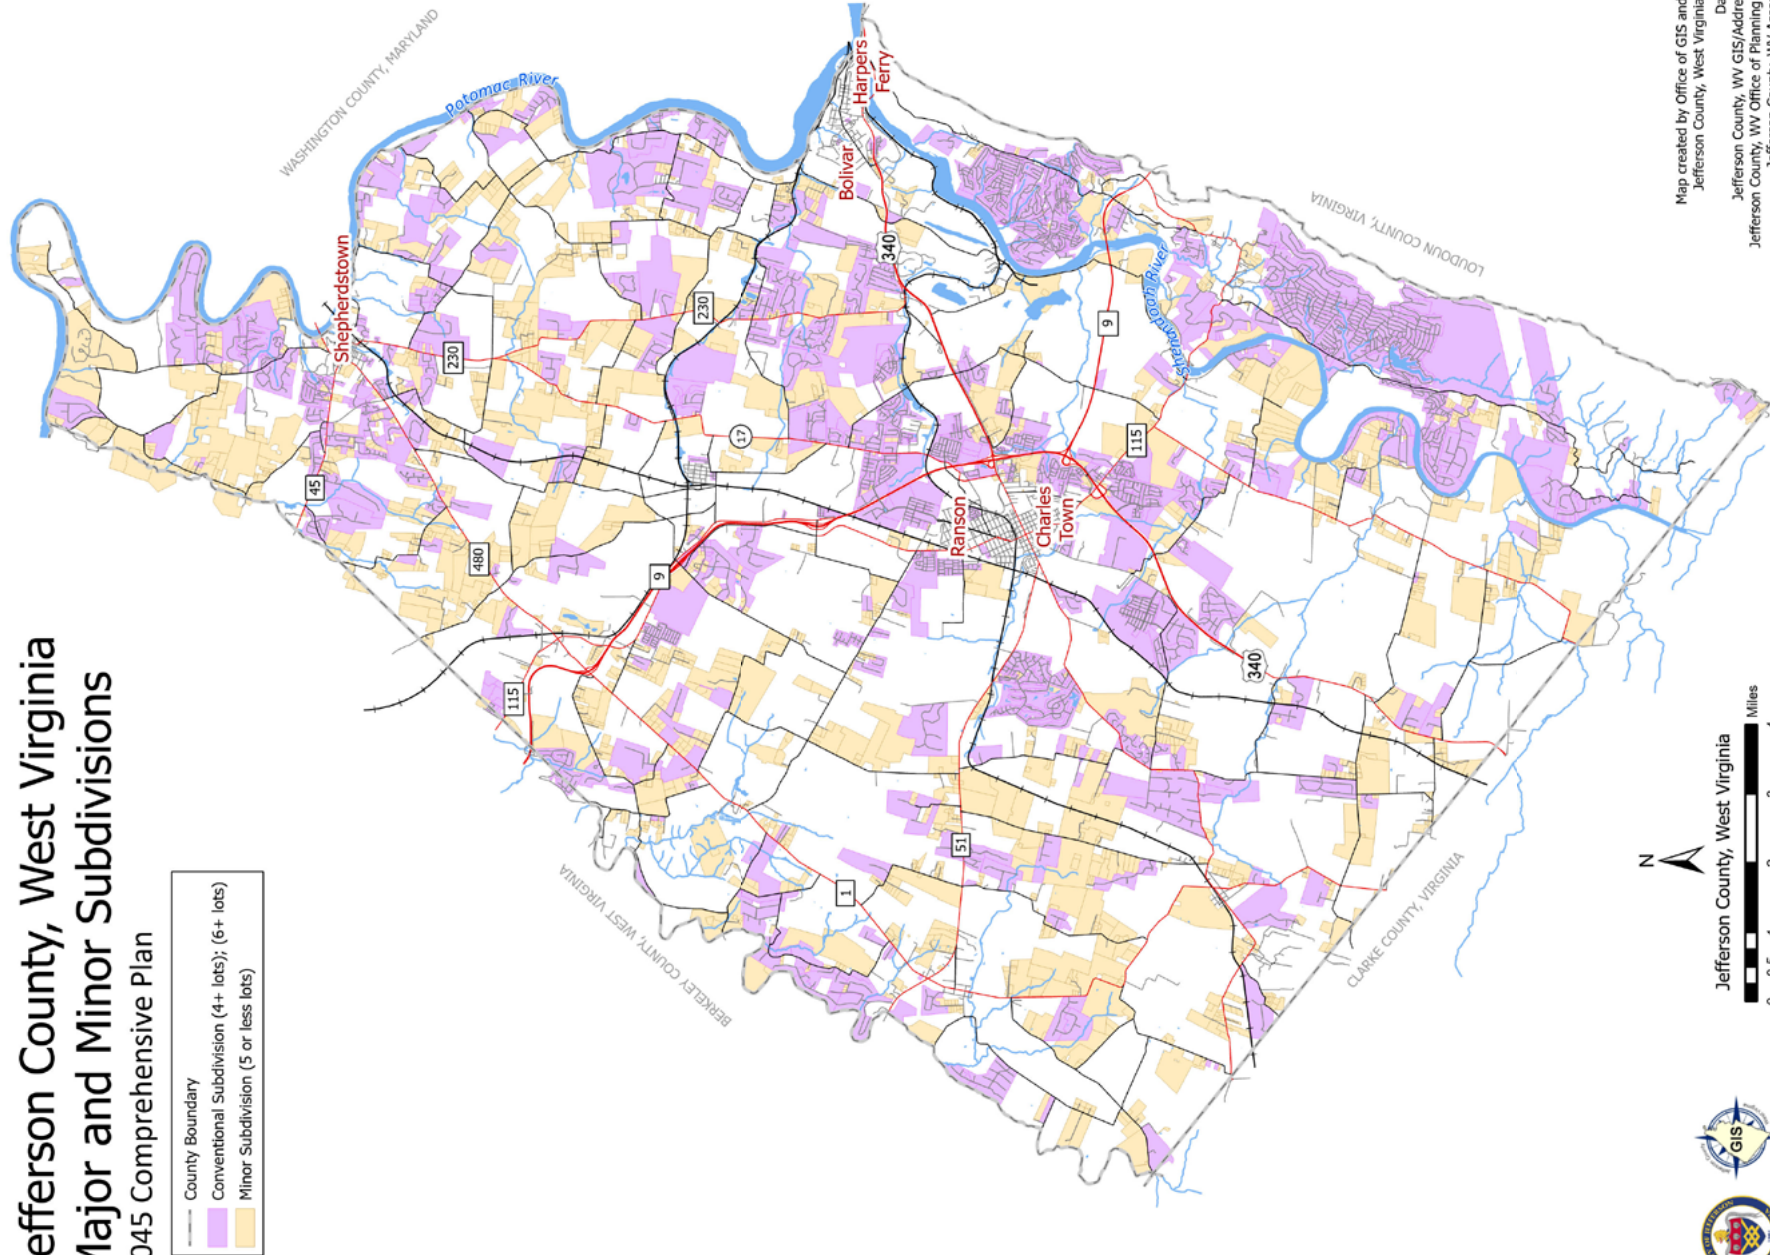 efferson County, West Virginia
Major and Minor Subdivisions
045 Comprehensive Plan
County Boundary
Conventional Subdivision (4+ lots); (6+ lots)
Minor Subdivision (5 or less lots)
WASHINGTON COUNTY, MARYLAND
Potomac River
Shepherdstown
Harpers
Ferry
Bolivar
340
230
230
45
480
17
9
9
115
115
Shenandoah River
LOUDOUN COUNTY, VIRGINIA
Ranson
Charles
Town
340
51
1
BERKELEY COUNTY, WEST VIRGINIA
CLARKE COUNTY, VIRGINIA
N
Jefferson County, West Virginia
Miles
GIS
Map created by Office of GIS and
Jefferson County, West Virginia
Da
Jefferson County, WV GIS/Addre
Jefferson County, WV Office of Planning